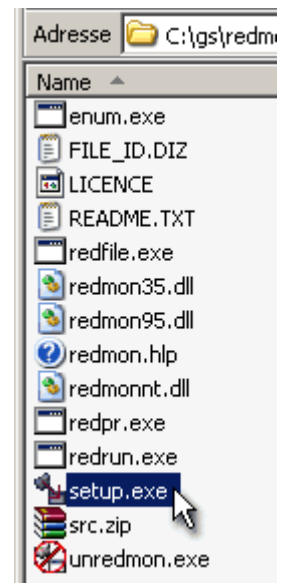 Adresse C:\gs\redm
Name
enum.exe
FILE_ID.DIZ
LICENCE
README.TXT
redfile.exe
redmon35.dll
redmon95.dll
redmon.hlp
redmonnt.dll
redpr.exe
redrun.exe
setup.exe
src.zip
unredmon.exe